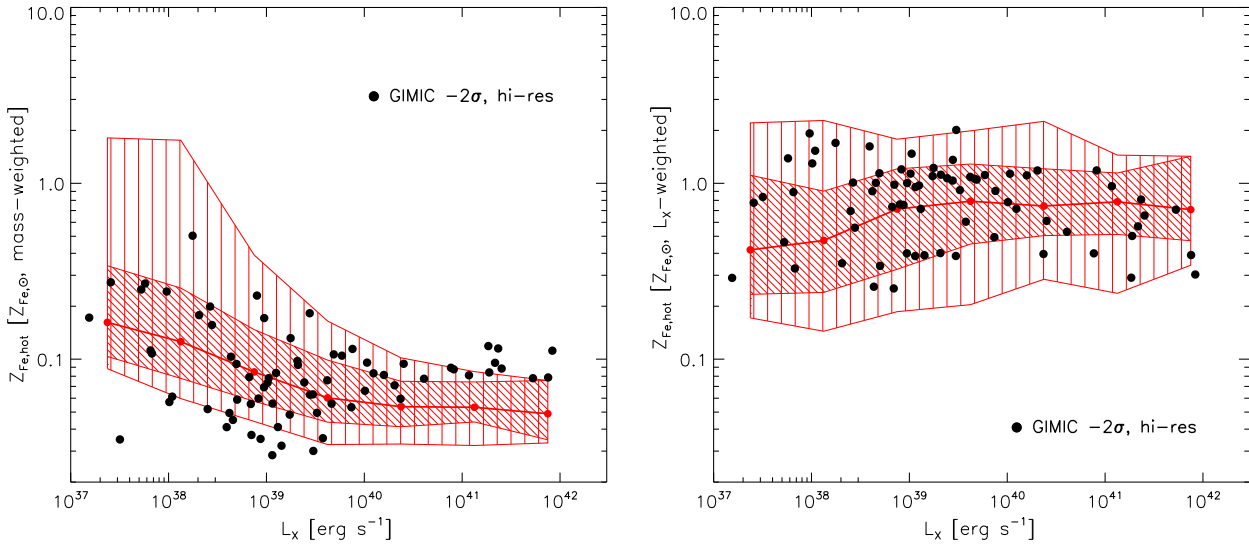 10.0
1.0
0.1
Z_Fe,hot [Z_Fe,⊙, mass-weighted]
GIMIC −2σ, hi-res
10^37 10^38 10^39 10^40 10^41 10^42
L_X [erg s^−1]
10.0
1.0
0.1
Z_Fe,hot [Z_Fe,⊙, L_X-weighted]
GIMIC −2σ, hi-res
10^37 10^38 10^39 10^40 10^41 10^42
L_X [erg s^−1]